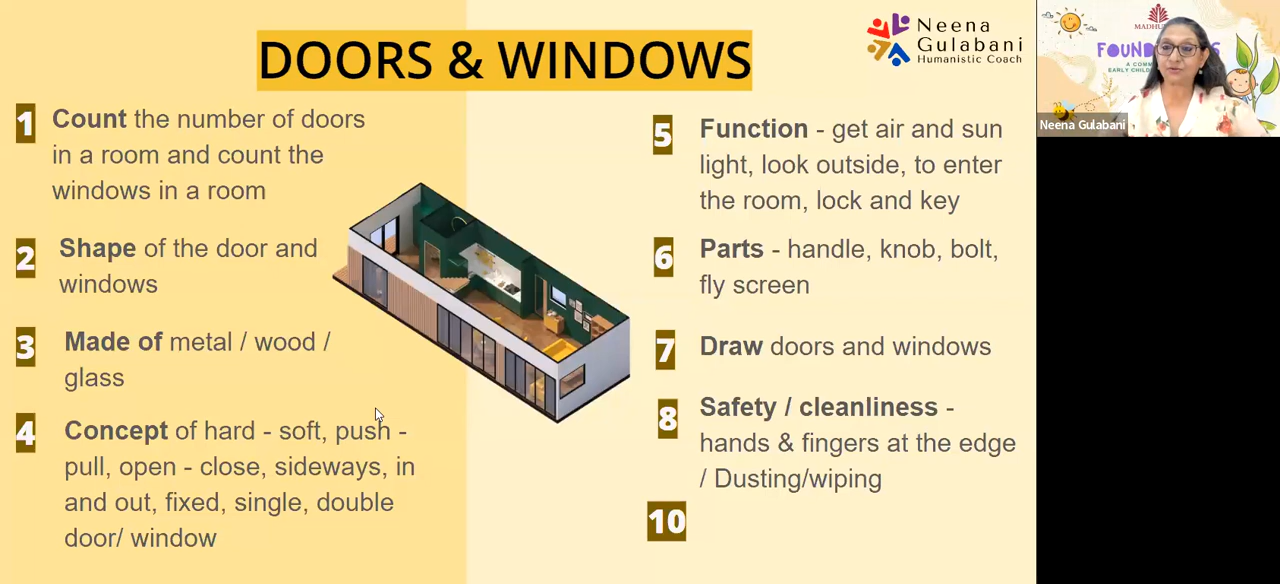 DOORS & WINDOWS
Neena
Gulabani
Humanistic Coach
1
Count the number of doors
in a room and count the
windows in a room
2
Shape of the door and
windows
3
Made of metal / wood /
glass
4
Concept of hard - soft, push -
pull, open - close, sideways, in
and out, fixed, single, double
door/ window
5
Function - get air and sun
light, look outside, to enter
the room, lock and key
6
Parts - handle, knob, bolt,
fly screen
7
Draw doors and windows
8
Safety / cleanliness -
hands & fingers at the edge
/ Dusting/wiping
10
Neena Gulabani